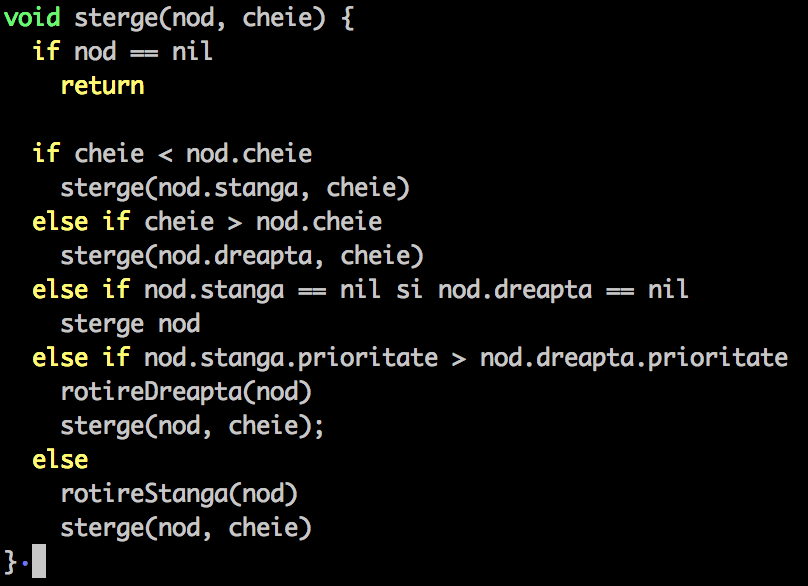 void sterge(nod, cheie) {
  if nod == nil
    return

  if cheie < nod.cheie
    sterge(nod.stanga, cheie)
  else if cheie > nod.cheie
    sterge(nod.dreapta, cheie)
  else if nod.stanga == nil si nod.dreapta == nil
    sterge nod
  else if nod.stanga.prioritate > nod.dreapta.prioritate
    rotireDreapta(nod)
    sterge(nod, cheie);
  else
    rotireStanga(nod)
    sterge(nod, cheie)
}·